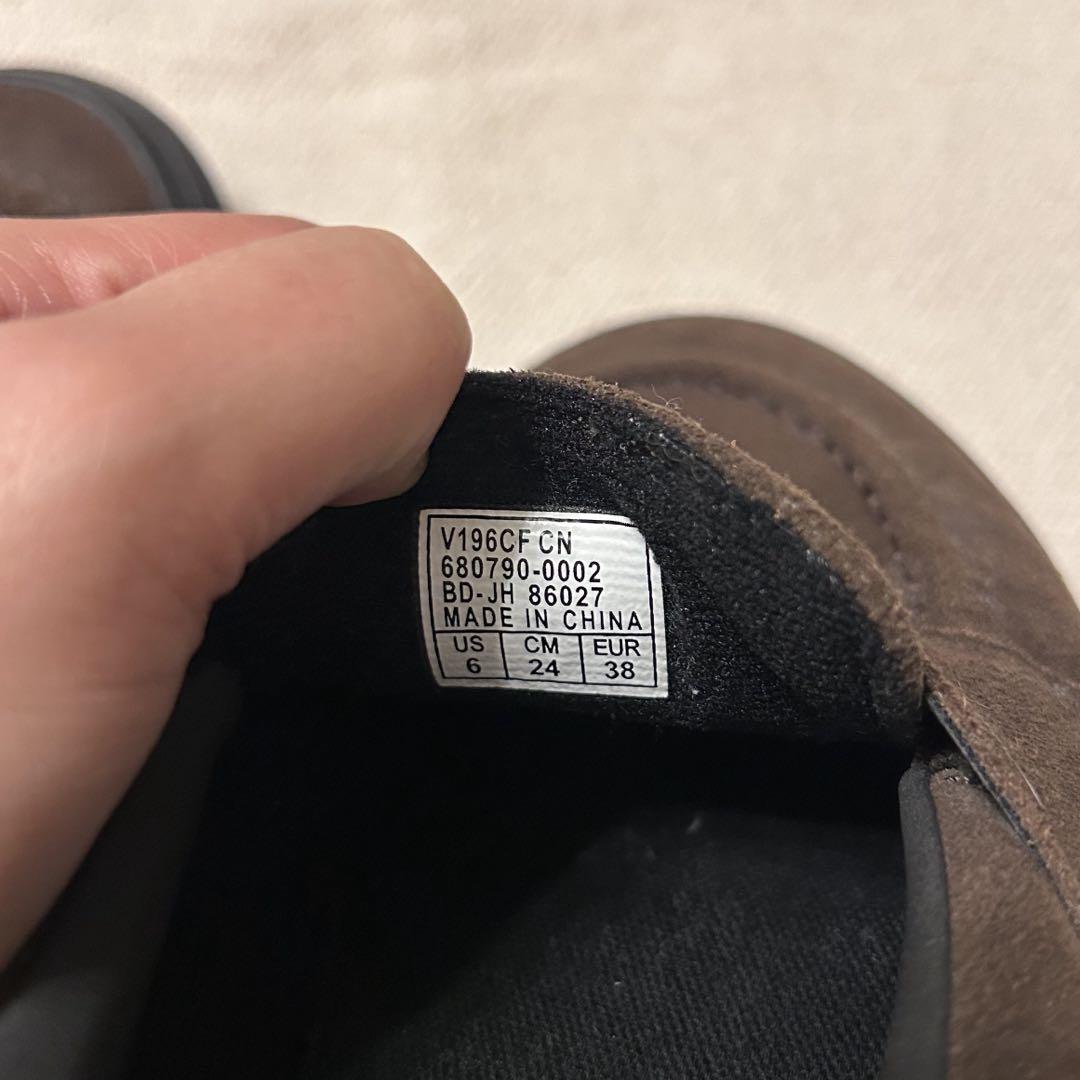 V196CF CN
680790-0002
BD-JH 86027
MADE IN CHINA
US CM EUR
6 24 38